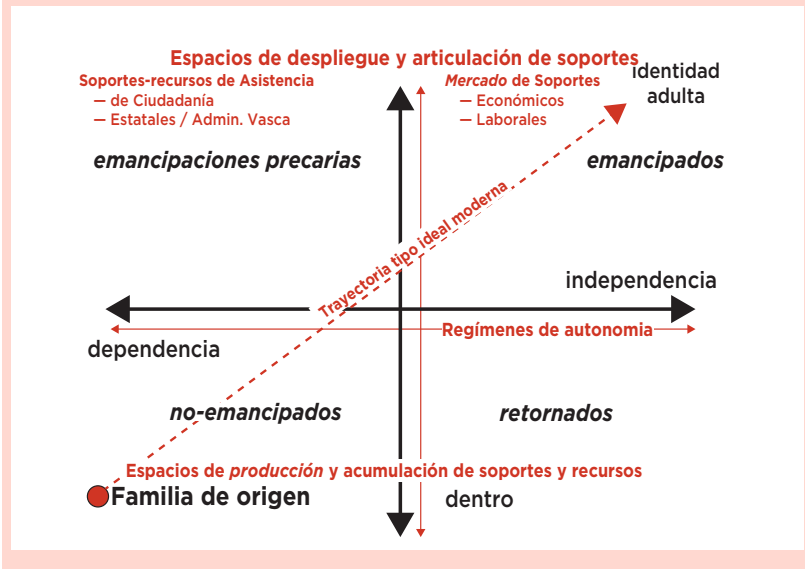 Espacios de despliegue y articulación de soportes
Soportes-recursos de Asistencia
— de Ciudadanía
— Estatales / Admin. Vasca
Mercado de Soportes
— Económicos
— Laborales
identidad
adulta
emancipaciones precarias
emancipados
Trayectoria tipo ideal moderna
independencia
Regímenes de autonomia
dependencia
no-emancipados
retornados
Espacios de producción y acumulación de soportes y recursos
Familia de origen
dentro